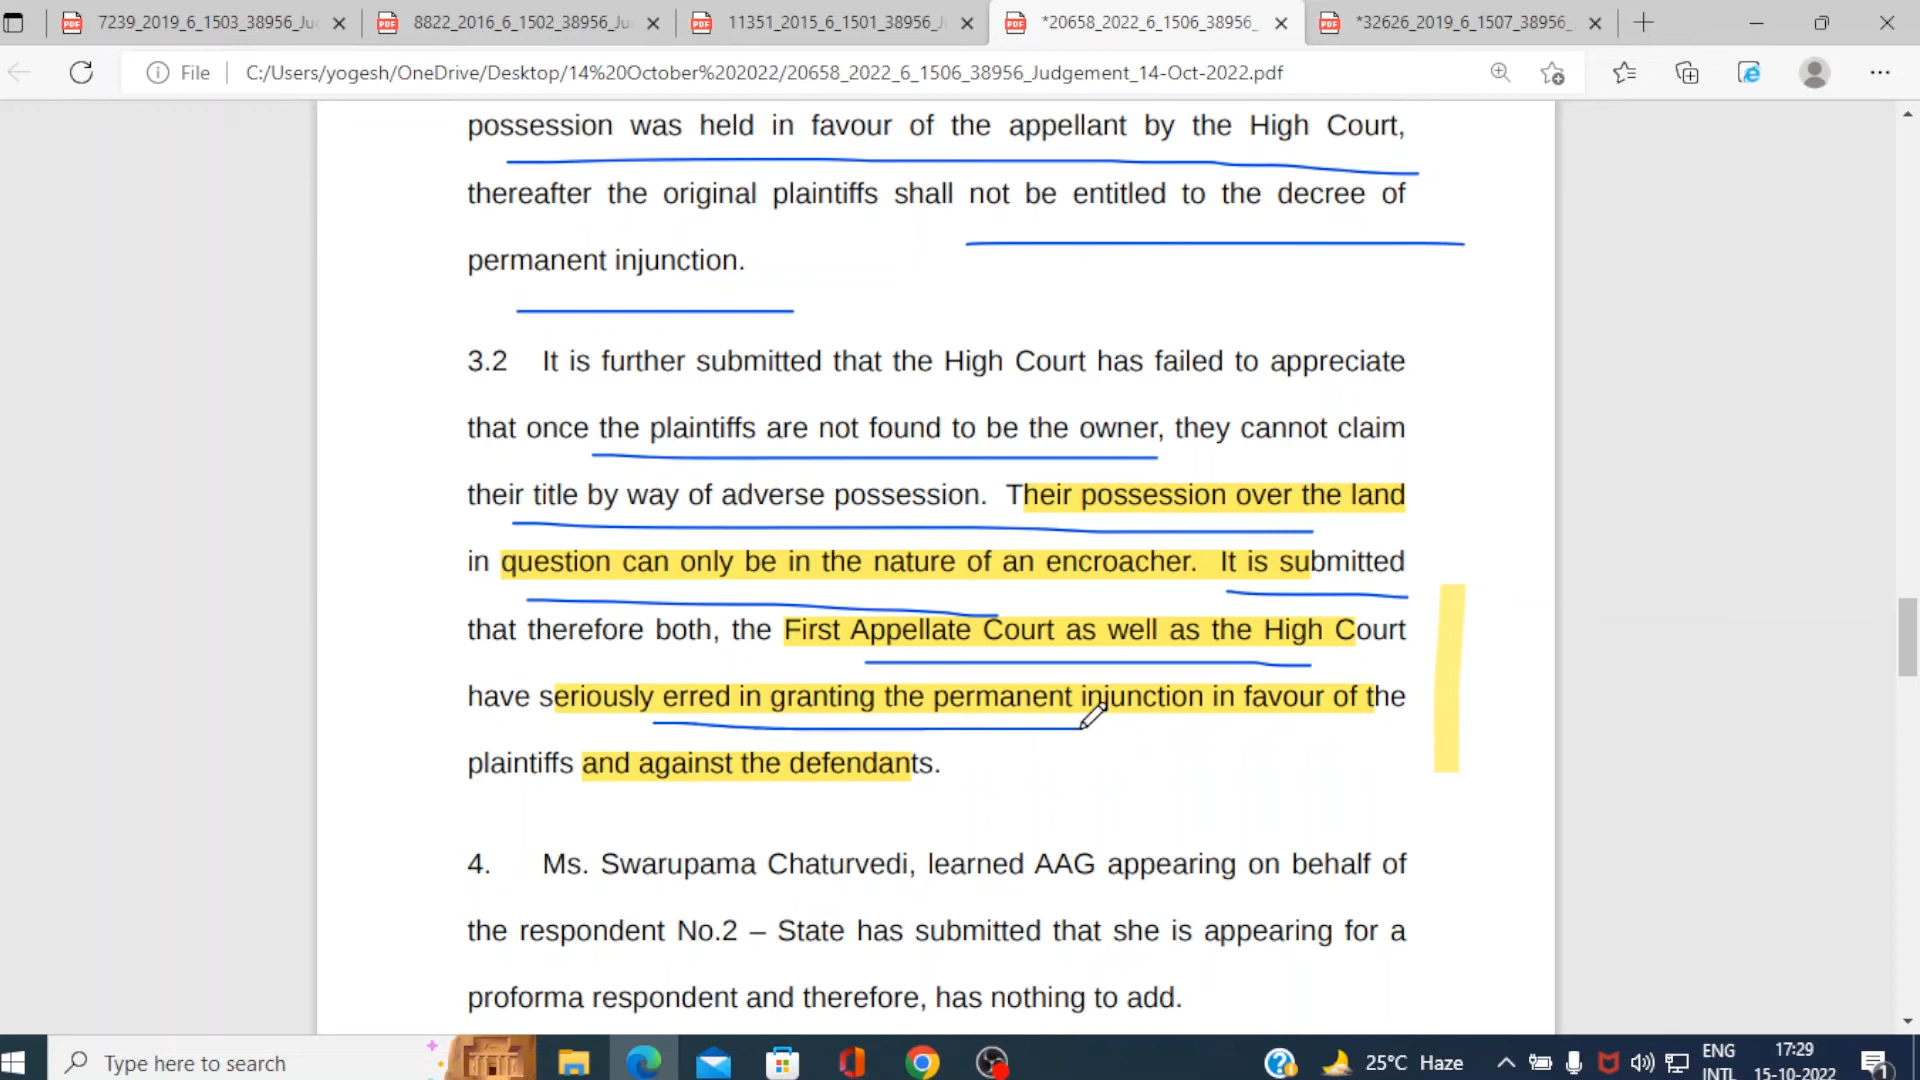 7239_2019_6_1503_38956_Ju
8822_2016_6_1502_38956_Ju
11351_2015_6_1501_38956_J
*20658_2022_6_1506_38956_
*32626_2019_6_1507_38956_
File C:/Users/yogesh/OneDrive/Desktop/14%20October%202022/20658_2022_6_1506_38956_Judgement_14-Oct-2022.pdf
possession was held in favour of the appellant by the High Court,
thereafter the original plaintiffs shall not be entitled to the decree of
permanent injunction.
3.2 It is further submitted that the High Court has failed to appreciate
that once the plaintiffs are not found to be the owner, they cannot claim
their title by way of adverse possession. Their possession over the land
in question can only be in the nature of an encroacher. It is submitted
that therefore both, the First Appellate Court as well as the High Court
have seriously erred in granting the permanent injunction in favour of the
plaintiffs and against the defendants.
4. Ms. Swarupama Chaturvedi, learned AAG appearing on behalf of
the respondent No.2 – State has submitted that she is appearing for a
proforma respondent and therefore, has nothing to add.
Type here to search
25°C Haze
ENG
INTL
17:29
15-10-2022
1